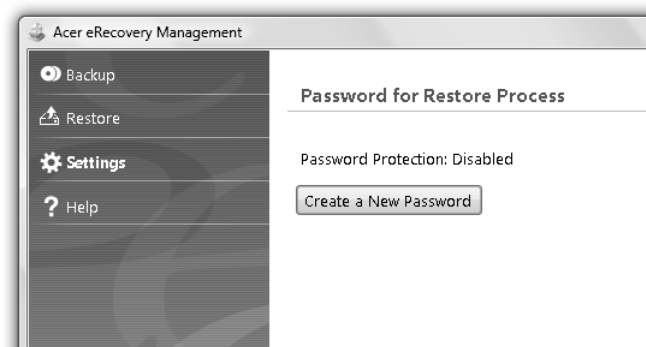 Acer eRecovery Management
Backup
Restore
Settings
Help
Password for Restore Process
Password Protection: Disabled
Create a New Password